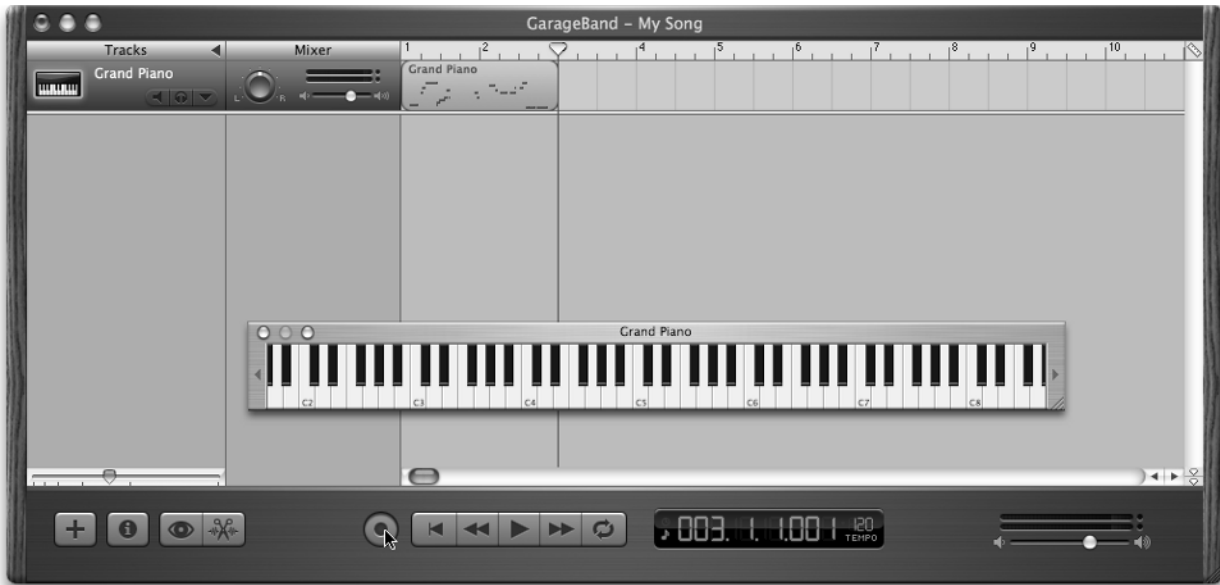 GarageBand – My Song
Tracks
Mixer
1 2 4 5 6 7 8 9 10
Grand Piano
L R
Grand Piano
Grand Piano
C2 C3 C4 C5 C6 C7 C8
003. 1. 1.001
120
TEMPO